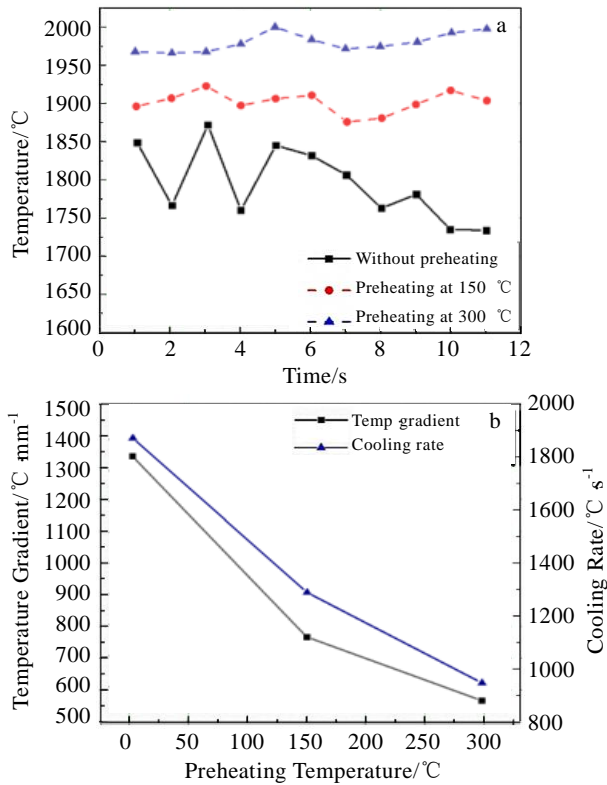 a
2000
1950
1900
1850
1800
1750
1700
1650
1600
Temperature/℃
Without preheating
Preheating at 150 ℃
Preheating at 300 ℃
0 2 4 6 8 10 12
Time/s
b
1500
1400
1300
1200
1100
1000
900
800
700
600
500
Temperature Gradient/℃ mm-1
Temp gradient
Cooling rate
2000
1800
1600
1400
1200
1000
800
Cooling Rate/℃ s-1
0 50 100 150 200 250 300
Preheating Temperature/℃